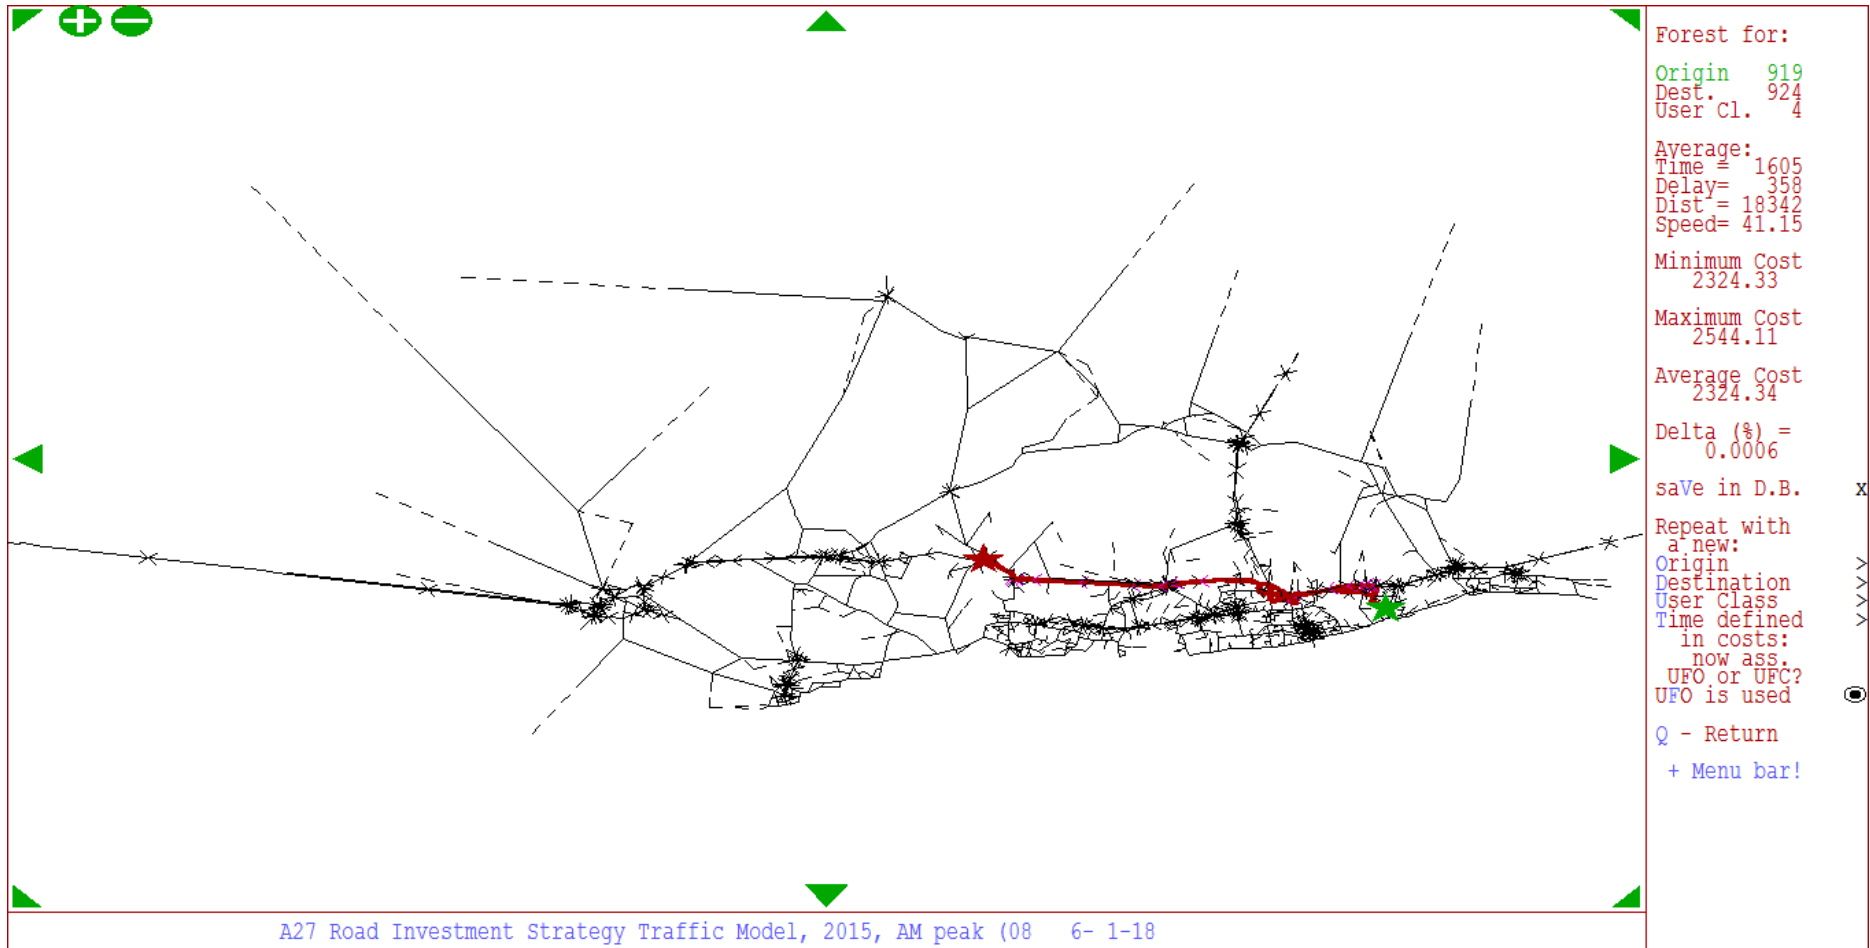 Forest for:
Origin 919
Dest. 924
User Cl. 4
Average:
Time = 1605
Delay= 358
Dist = 18342
Speed= 41.15
Minimum Cost
2324.33
Maximum Cost
2544.11
Average Cost
2324.34
Delta (%) =
0.0006
saVe in D.B. x
Repeat with
a new:
Origin >
Destination >
User Class >
Time defined >
in costs:
now ass.
UFO or UFC?
UFO is used
Q - Return
+ Menu bar!
A27 Road Investment Strategy Traffic Model, 2015, AM peak (08 6- 1-18